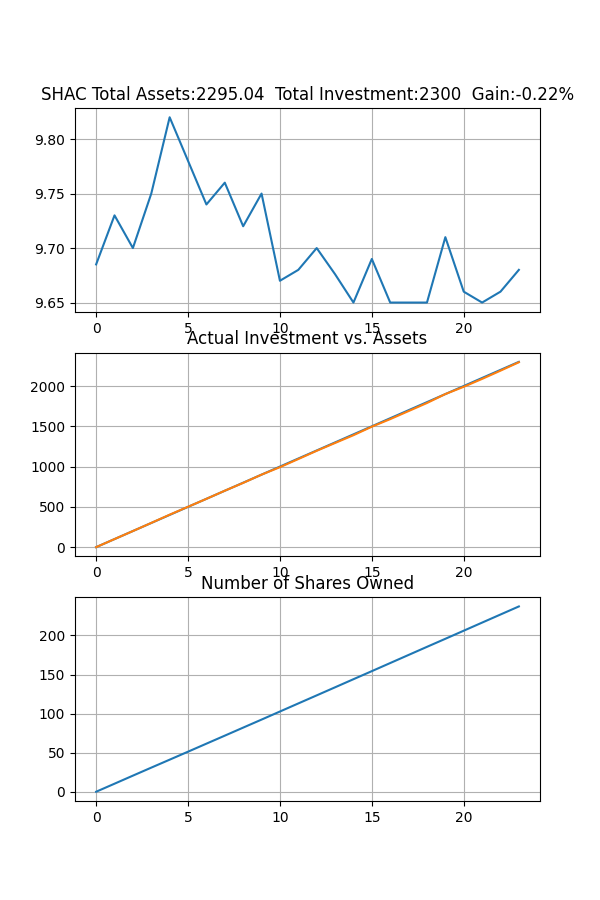 SHAC Total Assets:2295.04  Total Investment:2300  Gain:-0.22%
9.80
9.75
9.70
9.65
0 5 10 15 20
Actual Investment vs. Assets
2000
1500
1000
500
0
0 5 10 15 20
Number of Shares Owned
200
150
100
50
0
0 5 10 15 20